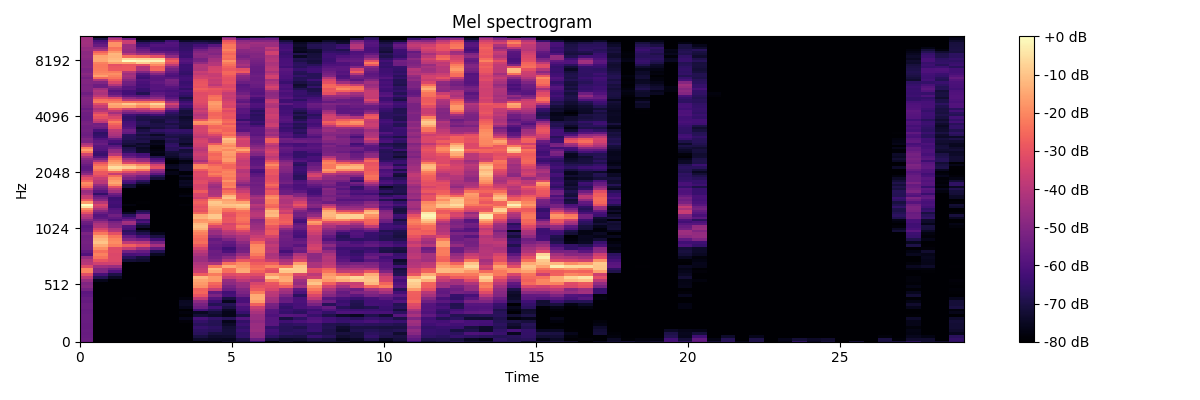 Mel spectrogram
+0 dB
8192
-10 dB
4096
-20 dB
-30 dB
Hz
2048
-40 dB
1024
-50 dB
-60 dB
512
-70 dB
0
-80 dB
0 5 10 15 20 25
Time